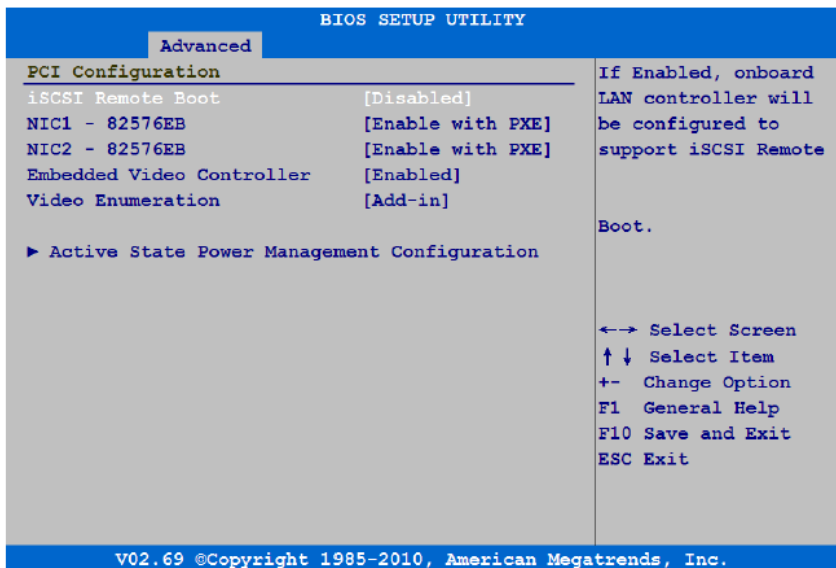 BIOS SETUP UTILITY
Advanced
PCI Configuration
iSCSI Remote Boot [Disabled]
NIC1 - 82576EB [Enable with PXE]
NIC2 - 82576EB [Enable with PXE]
Embedded Video Controller [Enabled]
Video Enumeration [Add-in]
► Active State Power Management Configuration
If Enabled, onboard
LAN controller will
be configured to
support iSCSI Remote
Boot.
←→ Select Screen
↑↓ Select Item
+- Change Option
F1 General Help
F10 Save and Exit
ESC Exit
V02.69 ©Copyright 1985-2010, American Megatrends, Inc.